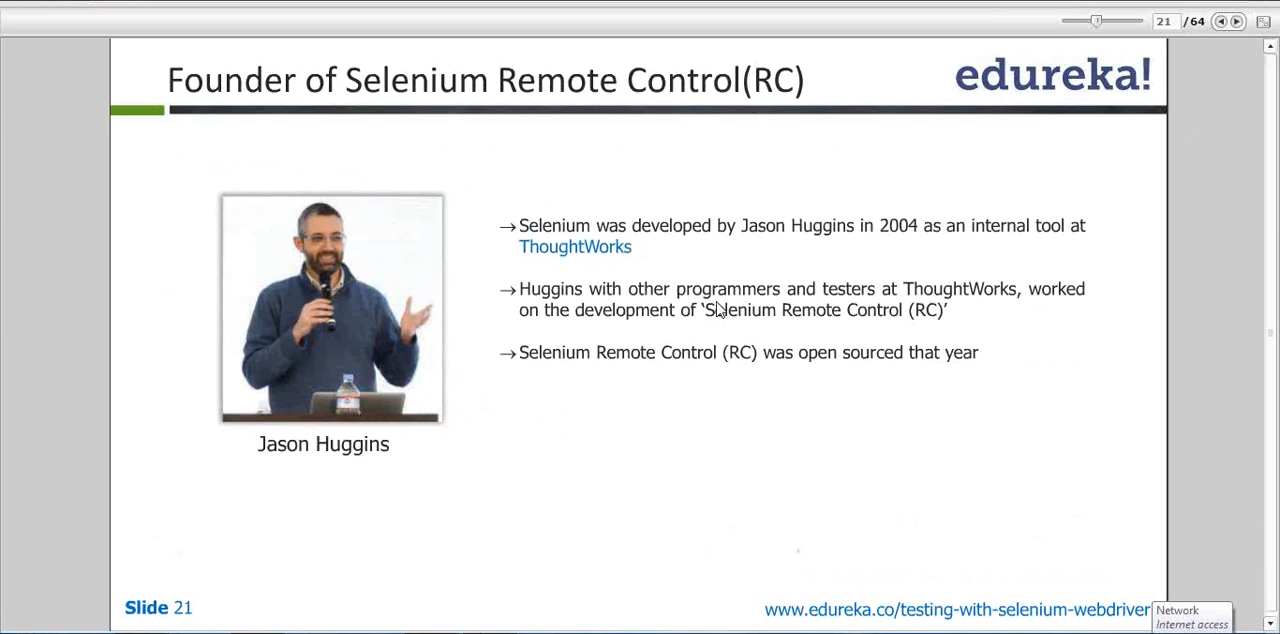 21 / 64
Founder of Selenium Remote Control(RC)
edureka!
→ Selenium was developed by Jason Huggins in 2004 as an internal tool at
ThoughtWorks
→ Huggins with other programmers and testers at ThoughtWorks, worked
on the development of ‘Selenium Remote Control (RC)’
→ Selenium Remote Control (RC) was open sourced that year
Jason Huggins
Slide 21
www.edureka.co/testing-with-selenium-webdriver
Network
Internet access